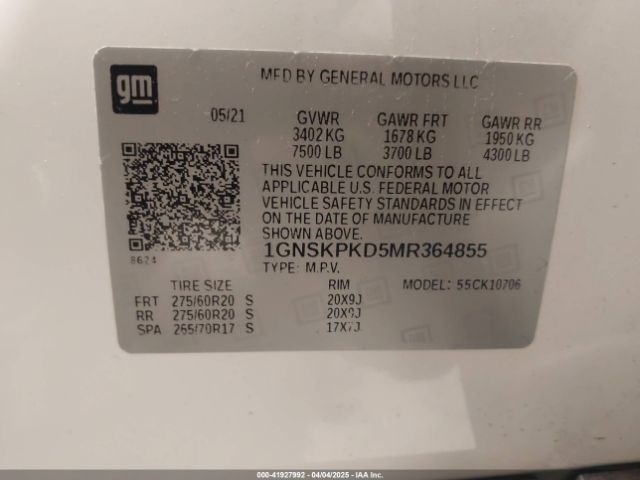 gm
MFD BY GENERAL MOTORS LLC
05/21 GVWR GAWR FRT GAWR RR
3402 KG 1678 KG 1950 KG
7500 LB 3700 LB 4300 LB
THIS VEHICLE CONFORMS TO ALL
APPLICABLE U.S. FEDERAL MOTOR
VEHICLE SAFETY STANDARDS IN EFFECT
ON THE DATE OF MANUFACTURE
SHOWN ABOVE.
1GNSKPKD5MR364855
8624
TYPE: M.P.V. MODEL: 55CK10706
TIRE SIZE RIM
FRT 275/60R20 S 20X9J
RR 275/60R20 S 20X9J
SPA 265/70R17 S 17X7J
000-41927992 - 04/04/2025 - IAAI.CA